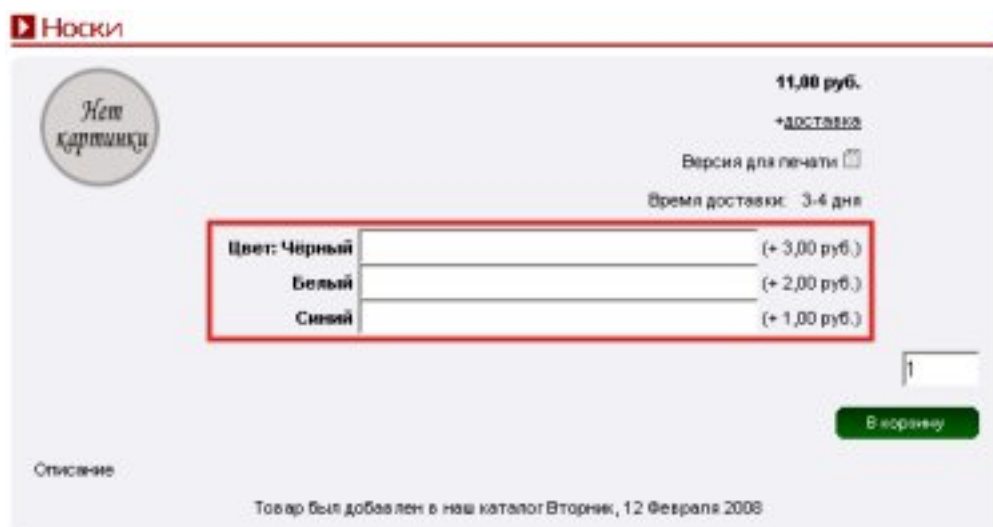 Носки
Нет
картинки
11,00 руб.
+доставка
Версия для печати
Время доставки: 3-4 дня
Цвет: Чёрный (+ 3,00 руб.)
Белый (+ 2,00 руб.)
Синий (+ 1,00 руб.)
1
В корзину
Описание
Товар был добавлен в наш каталог Вторник, 12 Февраля 2008